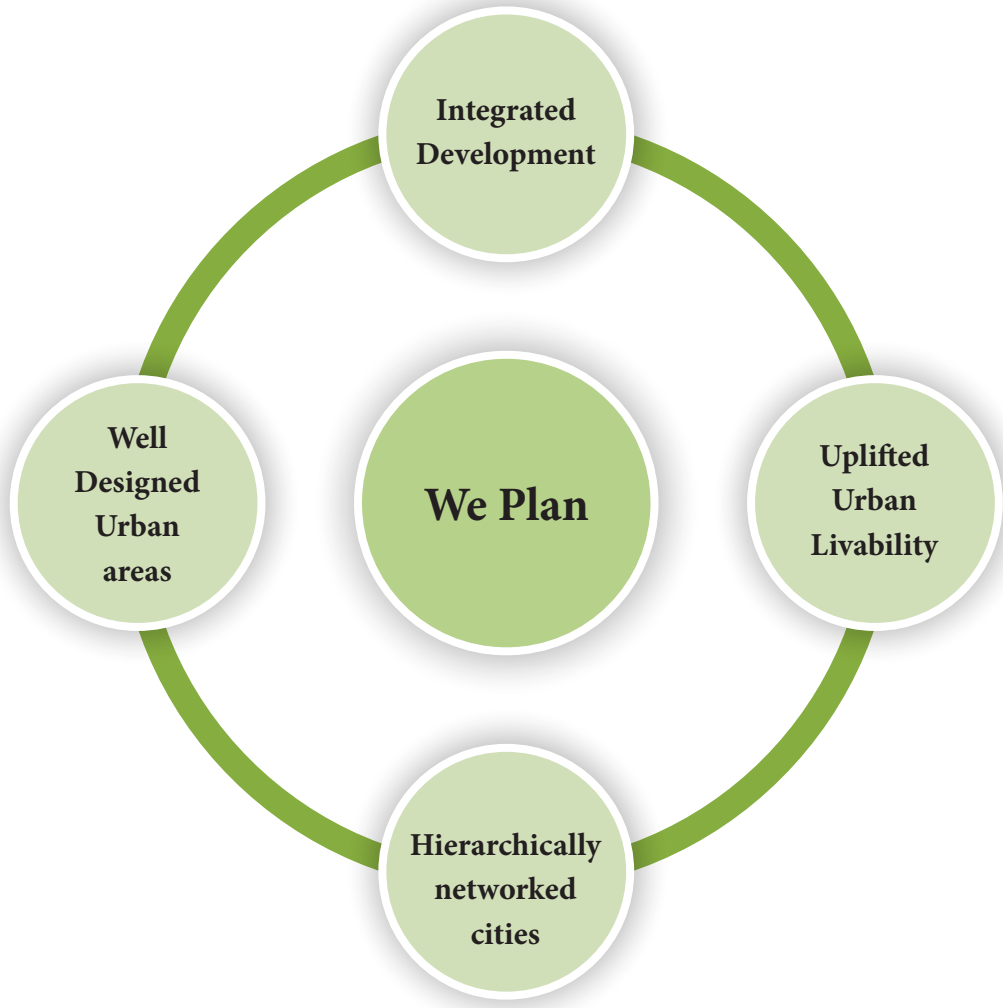 Integrated
Development
Well
Designed
Urban
areas
We Plan
Uplifted
Urban
Livability
Hierarchically
networked
cities